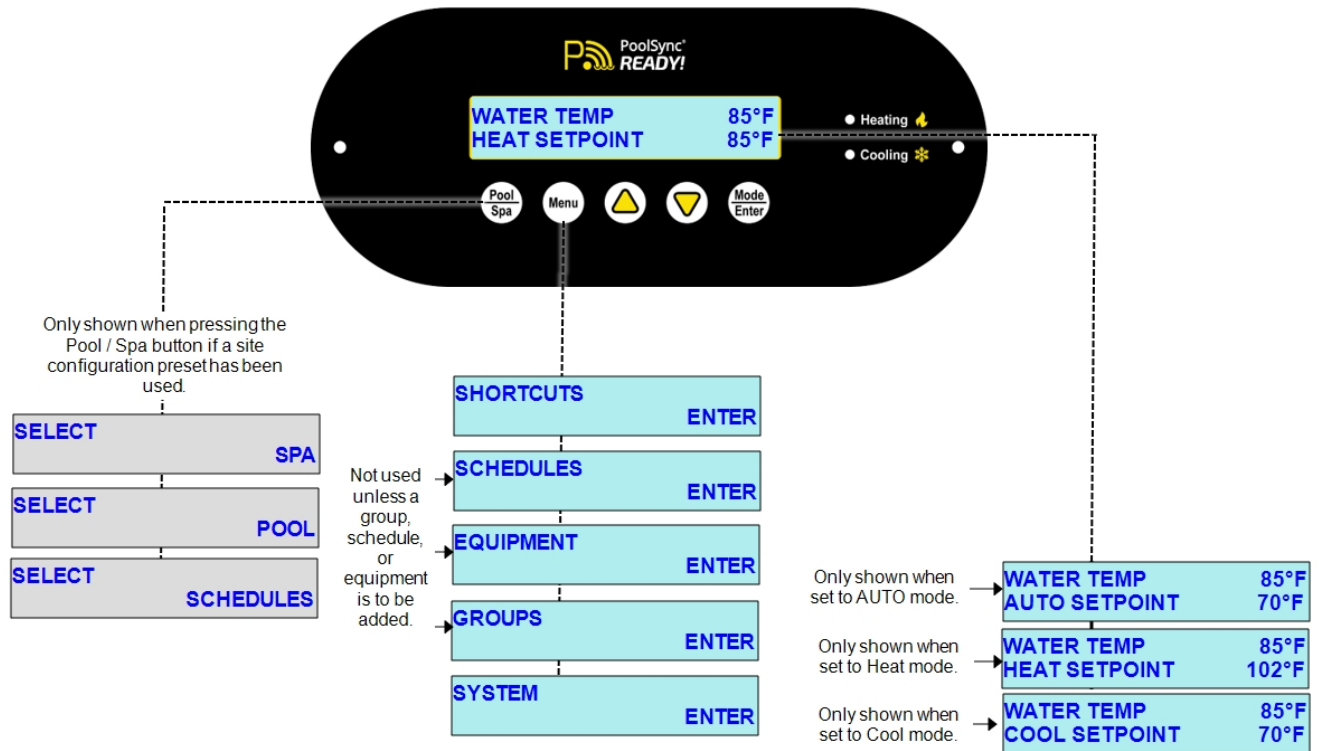 PoolSync®
READY!
WATER TEMP 85°F
HEAT SETPOINT 85°F
Heating
Cooling
Pool
Spa
Menu
Mode
Enter
Only shown when pressing the
Pool / Spa button if a site
configuration preset has been
used.
SELECT
SPA
SELECT
POOL
SELECT
SCHEDULES
Not used
unless a
group,
schedule,
or
equipment
is to be
added.
SHORTCUTS
ENTER
SCHEDULES
ENTER
EQUIPMENT
ENTER
GROUPS
ENTER
SYSTEM
ENTER
Only shown when
set to AUTO mode.
WATER TEMP 85°F
AUTO SETPOINT 70°F
Only shown when
set to Heat mode.
WATER TEMP 85°F
HEAT SETPOINT 102°F
Only shown when
set to Cool mode.
WATER TEMP 85°F
COOL SETPOINT 70°F